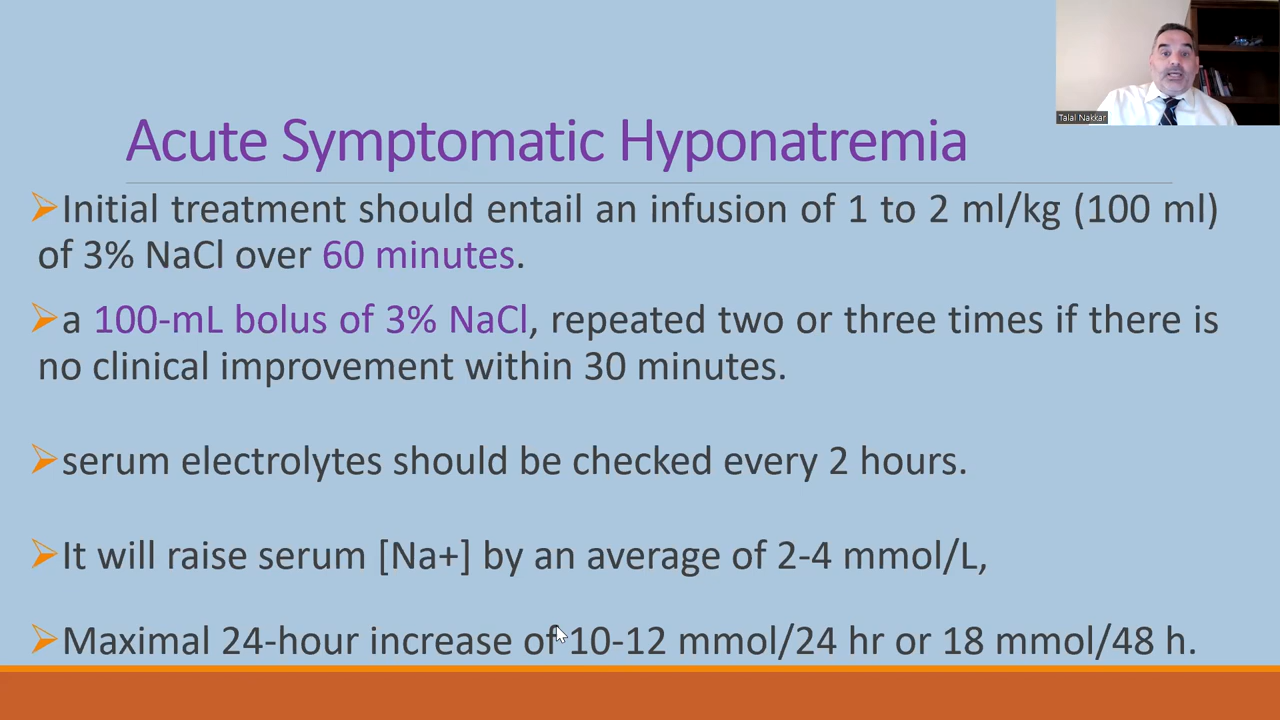 Talal Nakkar
Acute Symptomatic Hyponatremia
Initial treatment should entail an infusion of 1 to 2 ml/kg (100 ml)
of 3% NaCl over 60 minutes.
a 100-mL bolus of 3% NaCl, repeated two or three times if there is
no clinical improvement within 30 minutes.
serum electrolytes should be checked every 2 hours.
It will raise serum [Na+] by an average of 2-4 mmol/L,
Maximal 24-hour increase of 10-12 mmol/24 hr or 18 mmol/48 h.